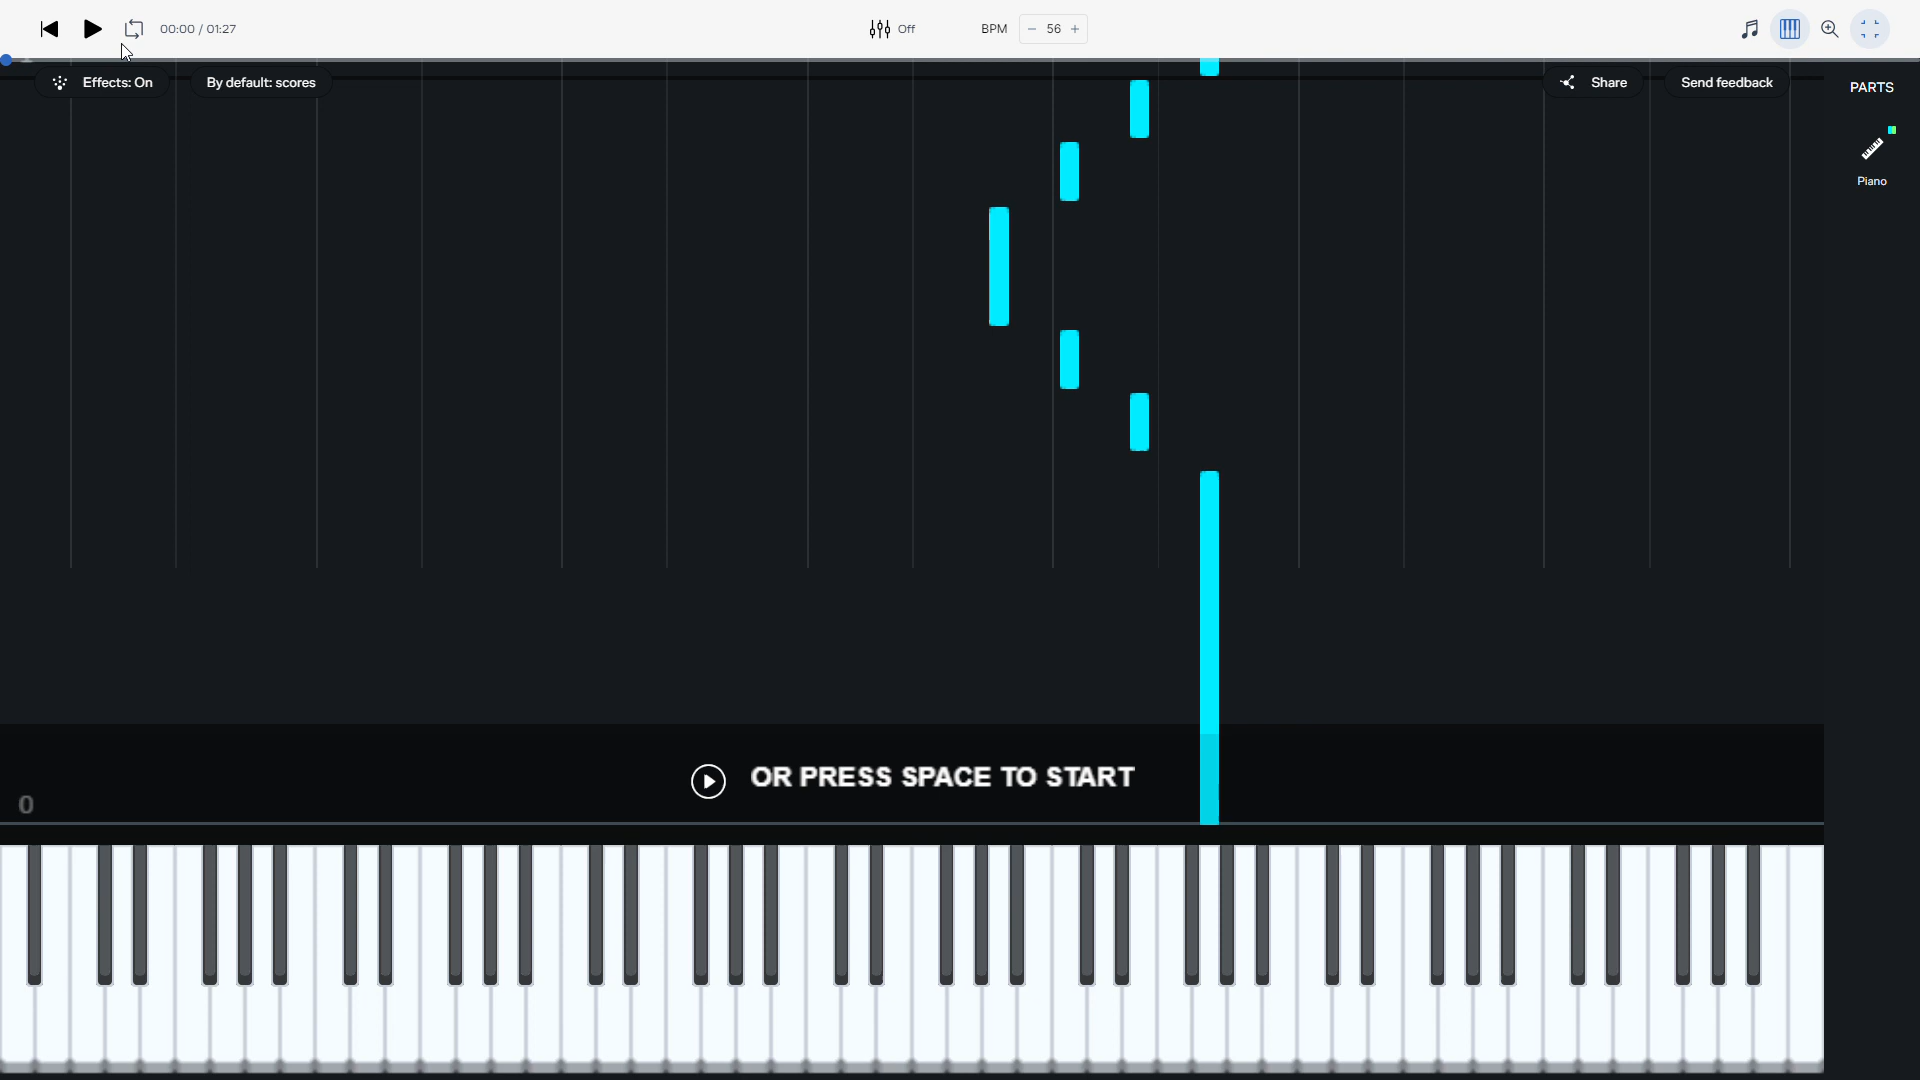 00:00 / 01:27
Off
BPM
56
Effects: On
By default: scores
Share
Send feedback
PARTS
Piano
OR PRESS SPACE TO START
0